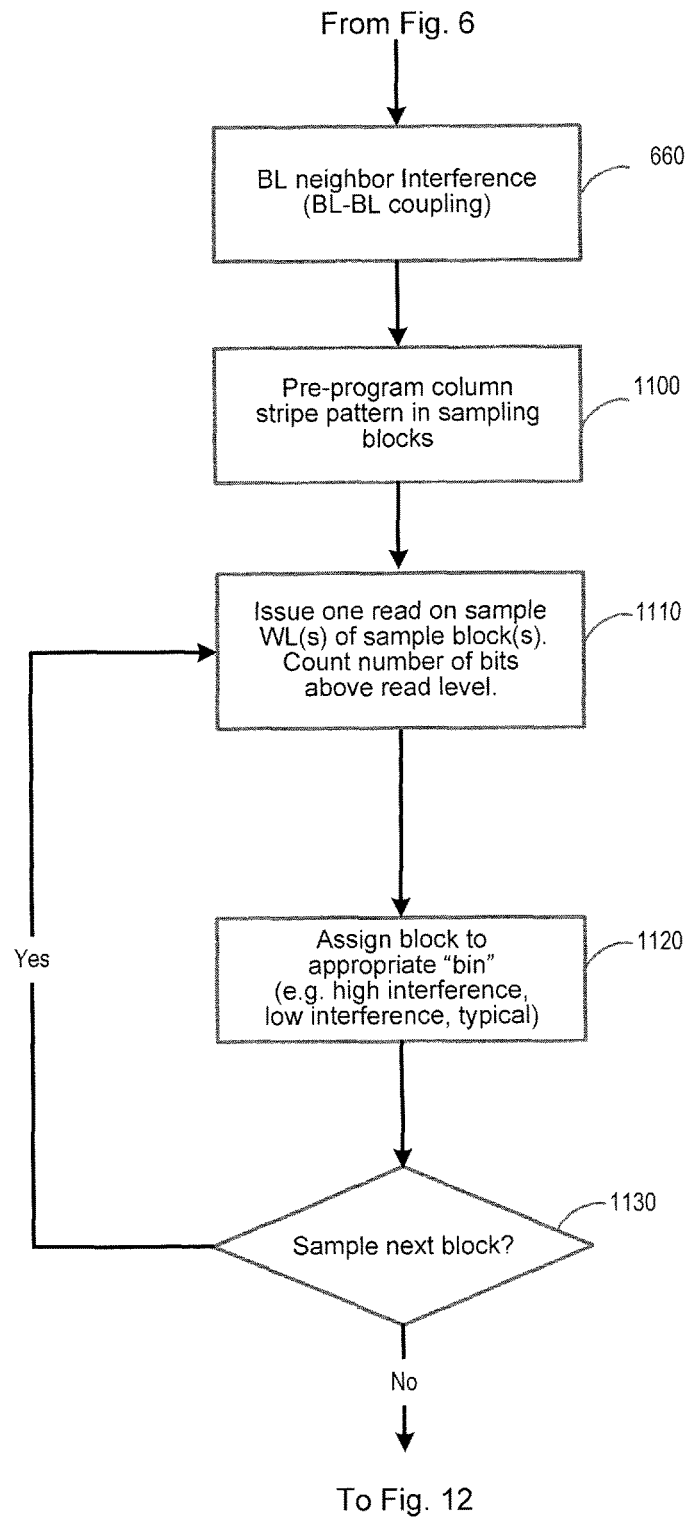 From Fig. 6
BL neighbor Interference
(BL-BL coupling)
660
Pre-program column
stripe pattern in sampling
blocks
1100
Issue one read on sample
WL(s) of sample block(s).
Count number of bits
above read level.
1110
Assign block to
appropriate “bin”
(e.g. high interference,
low interference, typical)
1120
Yes
Sample next block?
1130
No
To Fig. 12